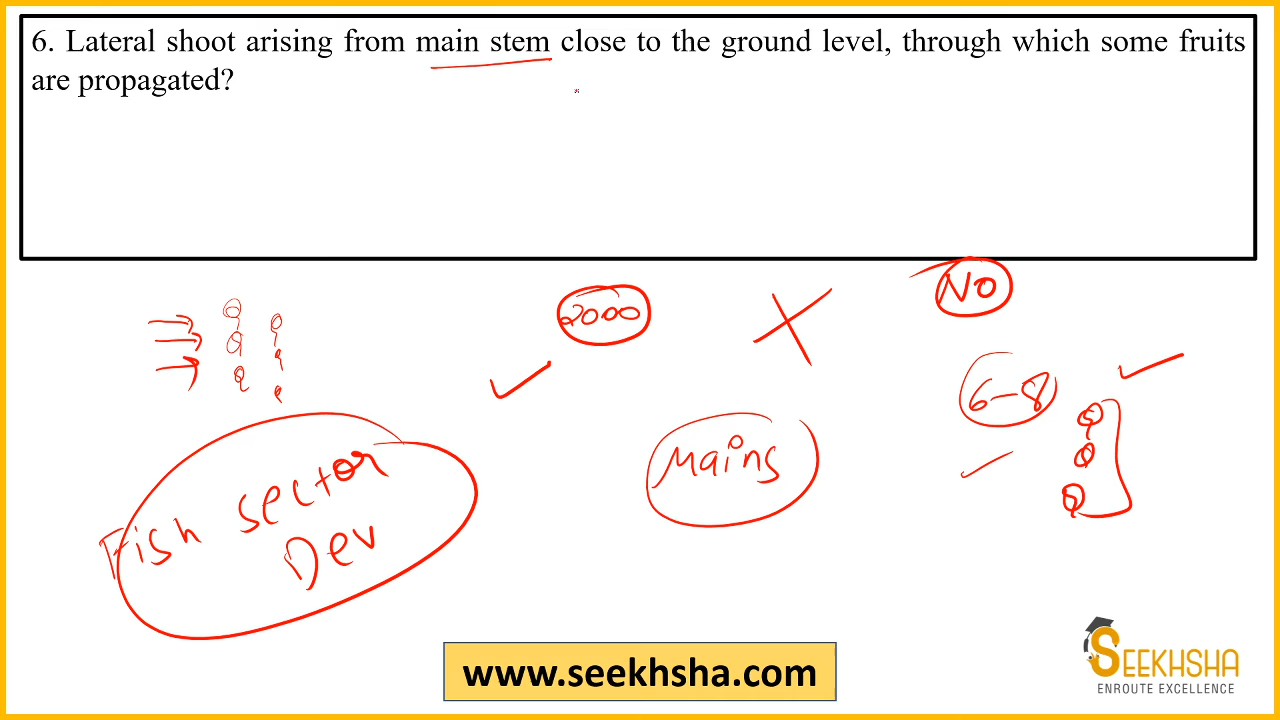 6. Lateral shoot arising from main stem close to the ground level, through which some fruits
are propagated?
NO
2000
6-8
Mains
Fish Sector
Dev
www.seekhsha.com
SEEKHSHA
ENROUTE EXCELLENCE